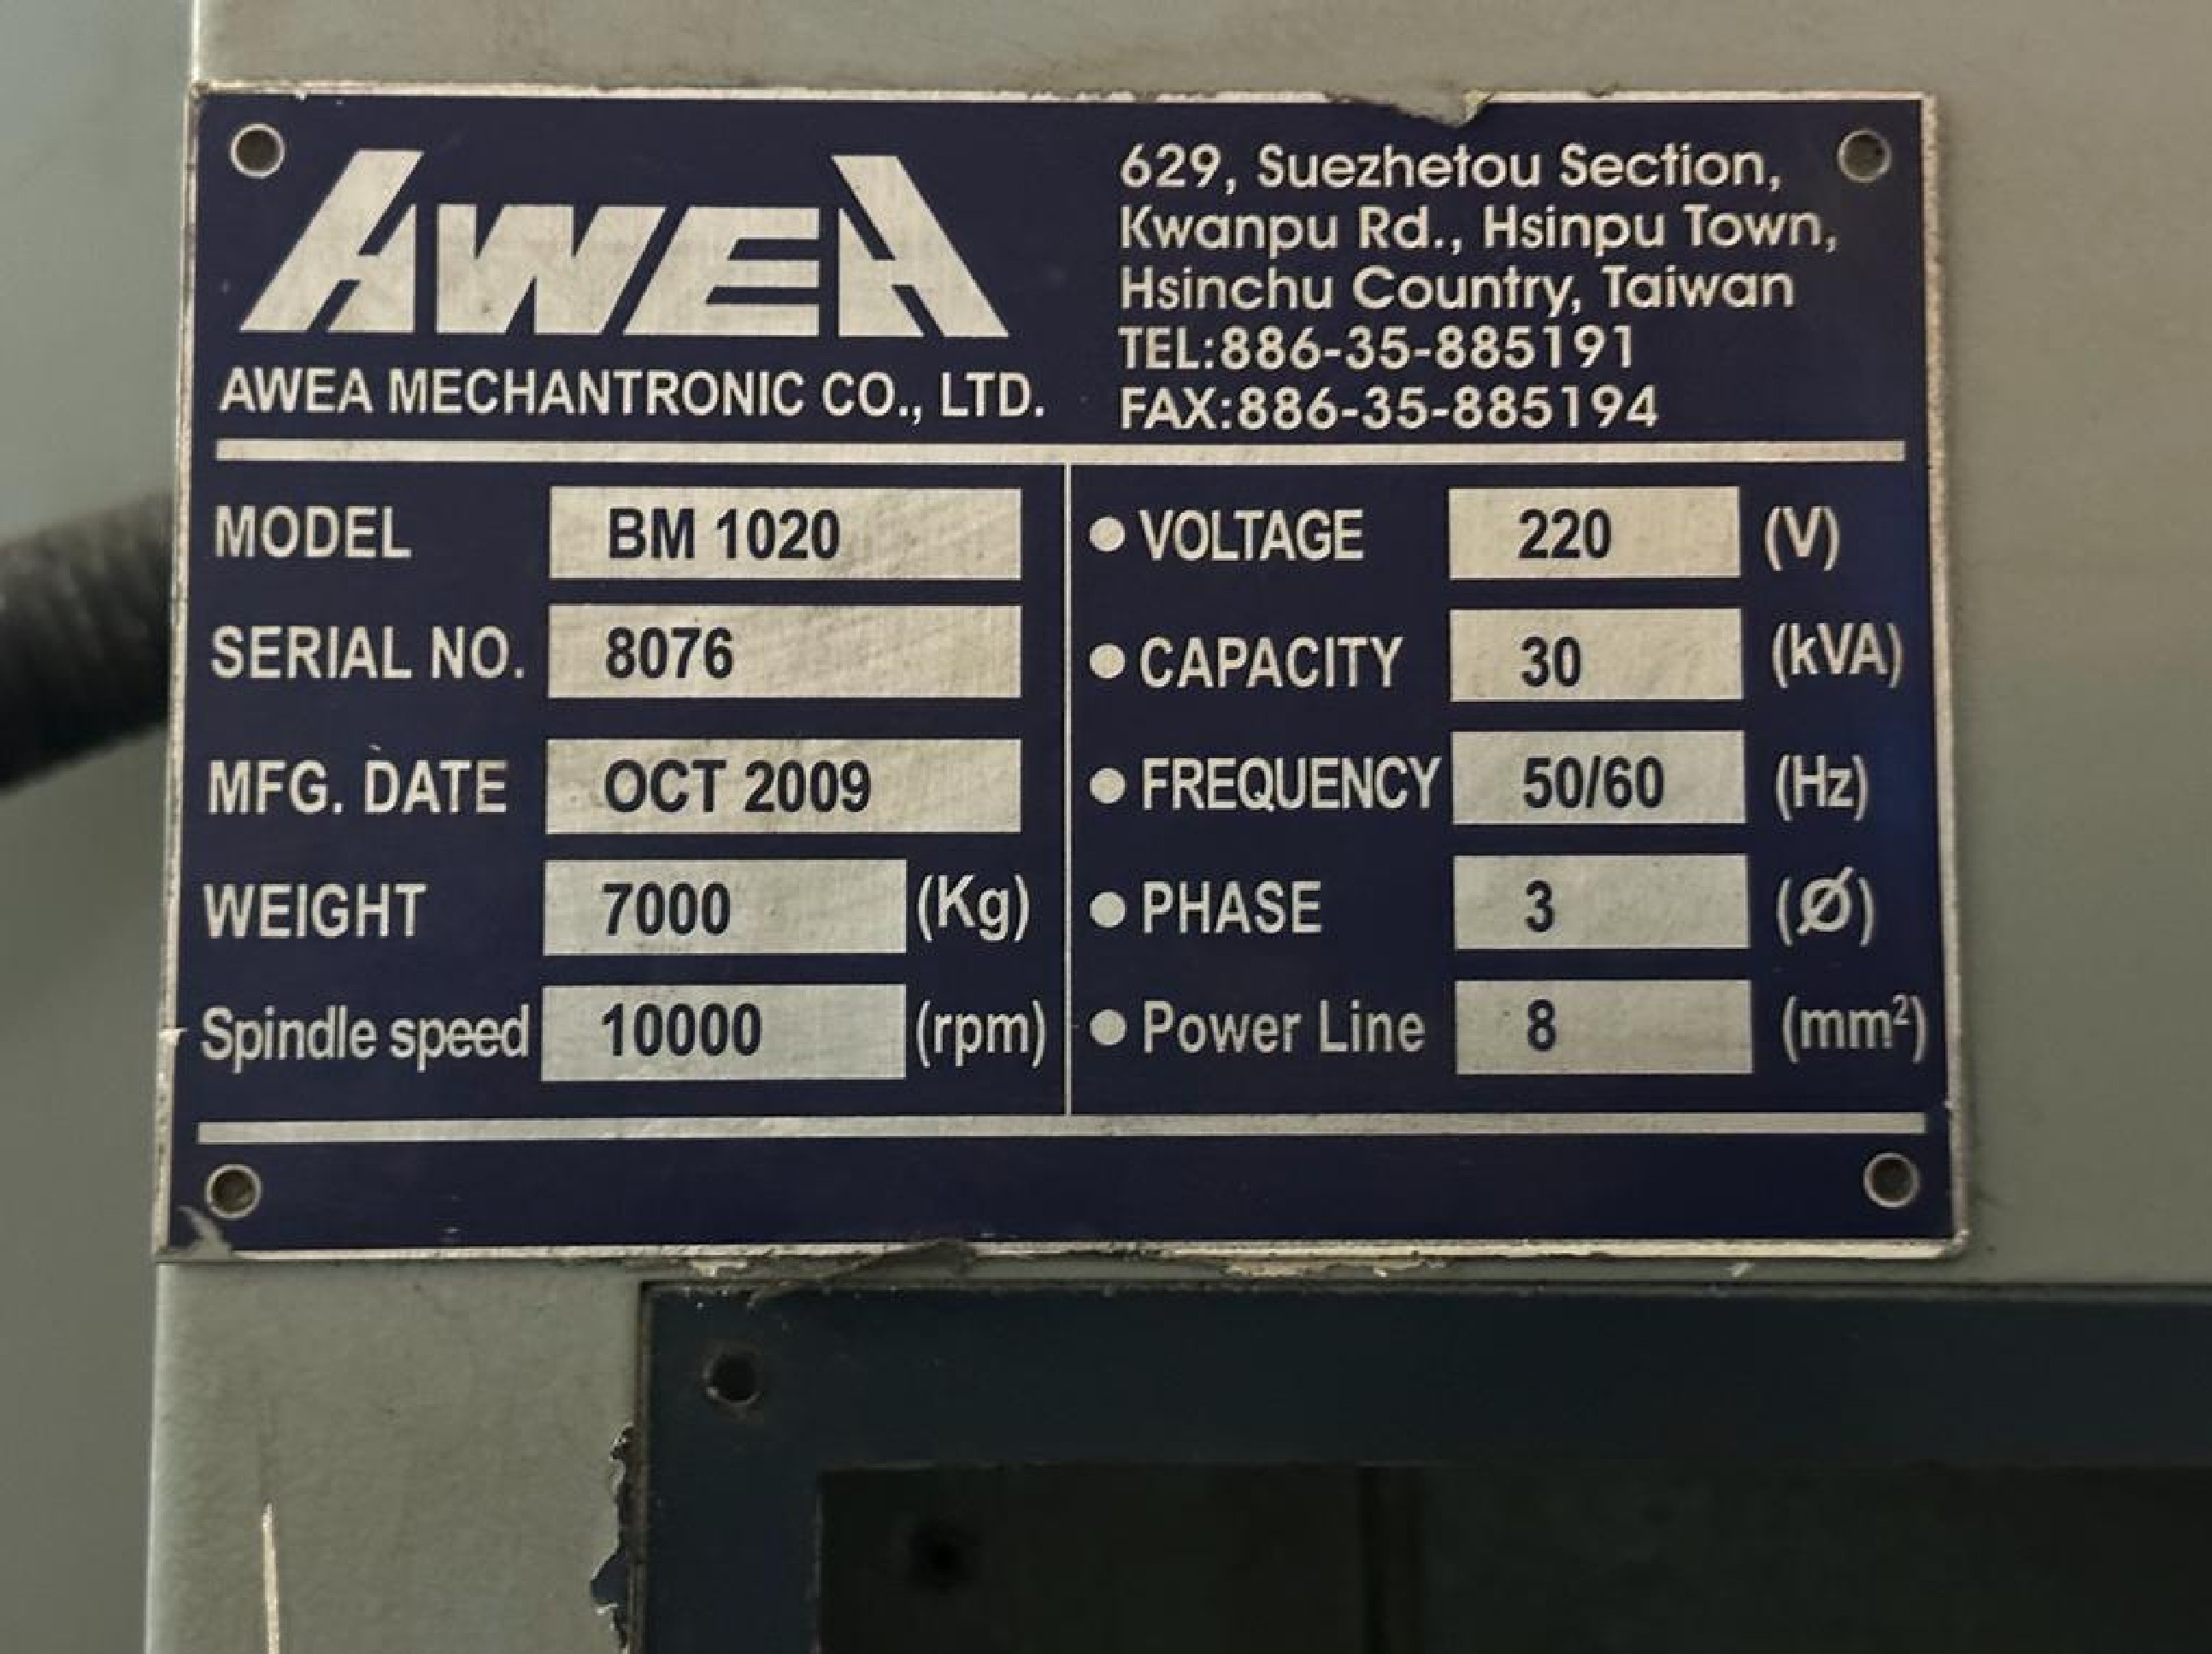 AWEA
AWEA MECHANTRONIC CO., LTD.
629, Suezhetou Section,
Kwanpu Rd., Hsinpu Town,
Hsinchu Country, Taiwan
TEL:886-35-885191
FAX:886-35-885194
MODEL BM 1020
SERIAL NO. 8076
MFG. DATE OCT 2009
WEIGHT 7000 (Kg)
Spindle speed 10000 (rpm)
● VOLTAGE 220 (V)
● CAPACITY 30 (kVA)
● FREQUENCY 50/60 (Hz)
● PHASE 3 (Ø)
● Power Line 8 (mm²)